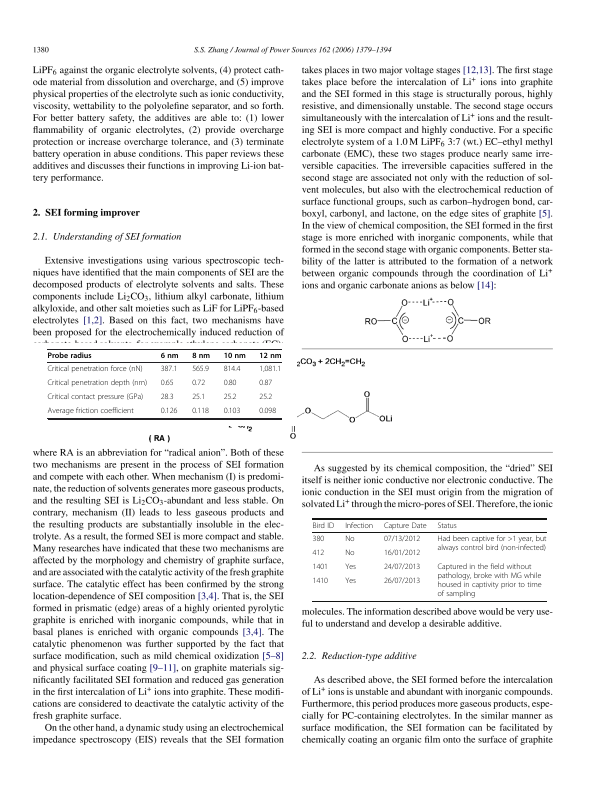 1380
S.S. Zhang / Journal of Power Sources 162 (2006) 1379–1394
LiPF6 against the organic electrolyte solvents, (4) protect cath-
ode material from dissolution and overcharge, and (5) improve
physical properties of the electrolyte such as ionic conductivity,
viscosity, wettability to the polyolefine separator, and so forth.
For better battery safety, the additives are able to: (1) lower
flammability of organic electrolytes, (2) provide overcharge
protection or increase overcharge tolerance, and (3) terminate
battery operation in abuse conditions. This paper reviews these
additives and discusses their functions in improving Li-ion bat-
tery performance.
2. SEI forming improver
2.1. Understanding of SEI formation
Extensive investigations using various spectroscopic tech-
niques have identified that the main components of SEI are the
decomposed products of electrolyte solvents and salts. These
components include Li2CO3, lithium alkyl carbonate, lithium
alkyloxide, and other salt moieties such as LiF for LiPF6-based
electrolytes [1,2]. Based on this fact, two mechanisms have
been proposed for the electrochemically induced reduction of
Probe radius 6 nm 8 nm 10 nm 12 nm
Critical penetration force (nN) 387.1 565.9 814.4 1,081.1
Critical penetration depth (nm) 0.65 0.72 0.80 0.87
Critical contact pressure (GPa) 28.3 25.1 25.2 25.2
Average friction coefficient 0.126 0.118 0.103 0.098
( RA )
where RA is an abbreviation for “radical anion”. Both of these
two mechanisms are present in the process of SEI formation
and compete with each other. When mechanism (I) is predomi-
nate, the reduction of solvents generates more gaseous products,
and the resulting SEI is Li2CO3-abundant and less stable. On
contrary, mechanism (II) leads to less gaseous products and
the resulting products are substantially insoluble in the elec-
trolyte. As a result, the formed SEI is more compact and stable.
Many researches have indicated that these two mechanisms are
affected by the morphology and chemistry of graphite surface,
and are associated with the catalytic activity of the fresh graphite
surface. The catalytic effect has been confirmed by the strong
location-dependence of SEI composition [3,4]. That is, the SEI
formed in prismatic (edge) areas of a highly oriented pyrolytic
graphite is enriched with inorganic compounds, while that in
basal planes is enriched with organic compounds [3,4]. The
catalytic phenomenon was further supported by the fact that
surface modification, such as mild chemical oxidization [5–8]
and physical surface coating [9–11], on graphite materials sig-
nificantly facilitated SEI formation and reduced gas generation
in the first intercalation of Li+ ions into graphite. These modifi-
cations are considered to deactivate the catalytic activity of the
fresh graphite surface.
On the other hand, a dynamic study using an electrochemical
impedance spectroscopy (EIS) reveals that the SEI formation
takes places in two major voltage stages [12,13]. The first stage
takes place before the intercalation of Li+ ions into graphite
and the SEI formed in this stage is structurally porous, highly
resistive, and dimensionally unstable. The second stage occurs
simultaneously with the intercalation of Li+ ions and the result-
ing SEI is more compact and highly conductive. For a specific
electrolyte system of a 1.0 M LiPF6 3:7 (wt.) EC–ethyl methyl
carbonate (EMC), these two stages produce nearly same irre-
versible capacities. The irreversible capacities suffered in the
second stage are associated not only with the reduction of sol-
vent molecules, but also with the electrochemical reduction of
surface functional groups, such as carbon–hydrogen bond, car-
boxyl, carbonyl, and lactone, on the edge sites of graphite [5].
In the view of chemical composition, the SEI formed in the first
stage is more enriched with inorganic components, while that
formed in the second stage with organic components. Better sta-
bility of the latter is attributed to the formation of a network
between organic compounds through the coordination of Li+
ions and organic carbonate anions as below [14]:
O----Li+---O
RO—C C—OR
O----Li+---O
2CO3 + 2CH2=CH2
O
O O OLi
O
As suggested by its chemical composition, the “dried” SEI
itself is neither ionic conductive nor electronic conductive. The
ionic conduction in the SEI must origin from the migration of
solvated Li+ through the micro-pores of SEI. Therefore, the ionic
Bird ID Infection Capture Date Status
380 No 07/13/2012 Had been captive for >1 year, but
always control bird (non-infected)
412 No 16/01/2012
1401 Yes 24/07/2013 Captured in the field without
pathology, broke with MG while
1410 Yes 26/07/2013 housed in captivity prior to time
of sampling
molecules. The information described above would be very use-
ful to understand and develop a desirable additive.
2.2. Reduction-type additive
As described above, the SEI formed before the intercalation
of Li+ ions is unstable and abundant with inorganic compounds.
Furthermore, this period produces more gaseous products, espe-
cially for PC-containing electrolytes. In the similar manner as
surface modification, the SEI formation can be facilitated by
chemically coating an organic film onto the surface of graphite